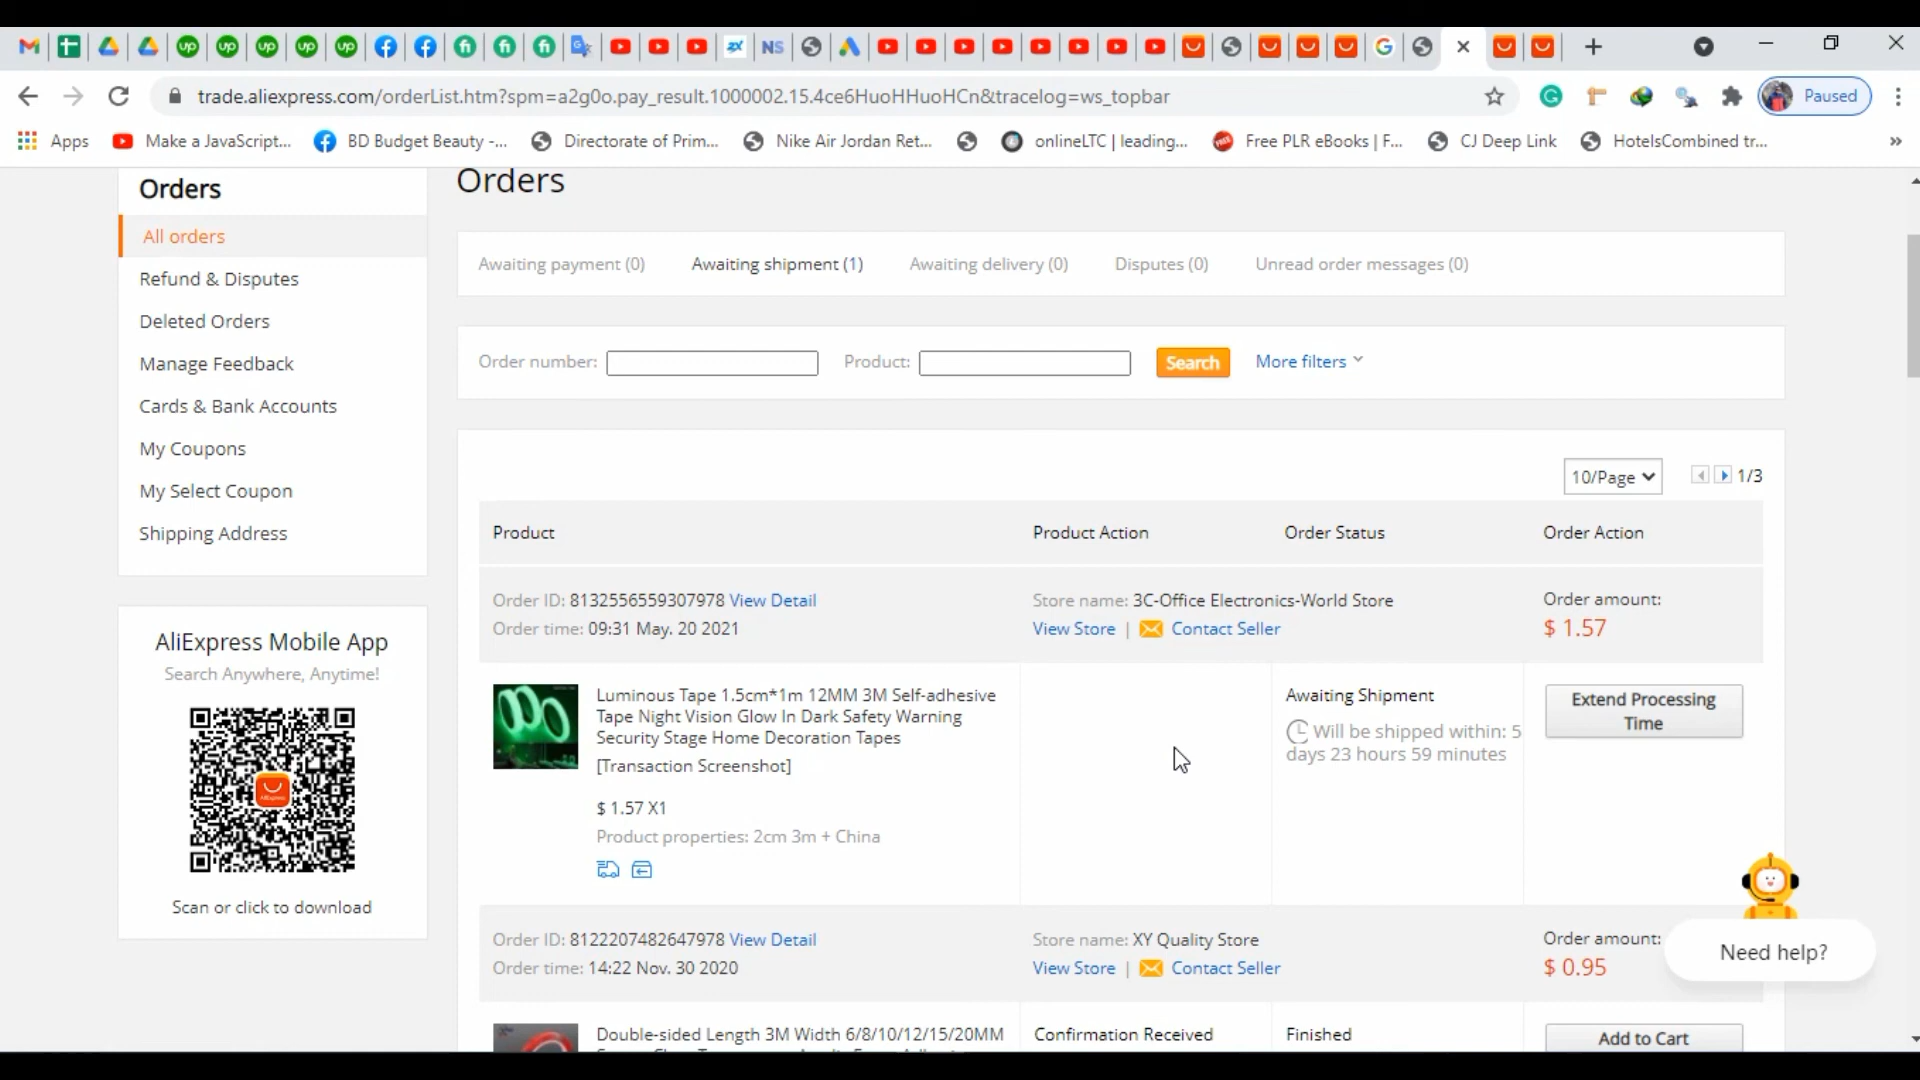 NS
trade.aliexpress.com/orderList.htm?spm=a2g0o.pay_result.1000002.15.4ce6HuoHHuoHCn&tracelog=ws_topbar
Paused
Apps
Make a JavaScript...
BD Budget Beauty -...
Directorate of Prim...
Nike Air Jordan Ret...
onlineLTC | leading...
Free PLR eBooks | F...
CJ Deep Link
HotelsCombined tr...
Orders
All orders
Refund & Disputes
Deleted Orders
Manage Feedback
Cards & Bank Accounts
My Coupons
My Select Coupon
Shipping Address
AliExpress Mobile App
Search Anywhere, Anytime!
Scan or click to download
Orders
Awaiting payment (0)
Awaiting shipment (1)
Awaiting delivery (0)
Disputes (0)
Unread order messages (0)
Order number:
Product:
Search
More filters
10/Page
1/3
Product
Product Action
Order Status
Order Action
Order ID: 8132556559307978 View Detail
Order time: 09:31 May. 20 2021
Store name: 3C-Office Electronics-World Store
View Store | Contact Seller
Order amount:
$ 1.57
Luminous Tape 1.5cm*1m 12MM 3M Self-adhesive
Tape Night Vision Glow In Dark Safety Warning
Security Stage Home Decoration Tapes
[Transaction Screenshot]
$ 1.57 X1
Product properties: 2cm 3m + China
Awaiting Shipment
Will be shipped within: 5
days 23 hours 59 minutes
Extend Processing
Time
Order ID: 8122207482647978 View Detail
Order time: 14:22 Nov. 30 2020
Store name: XY Quality Store
View Store | Contact Seller
Order amount:
$ 0.95
Need help?
Double-sided Length 3M Width 6/8/10/12/15/20MM
Confirmation Received
Finished
Add to Cart